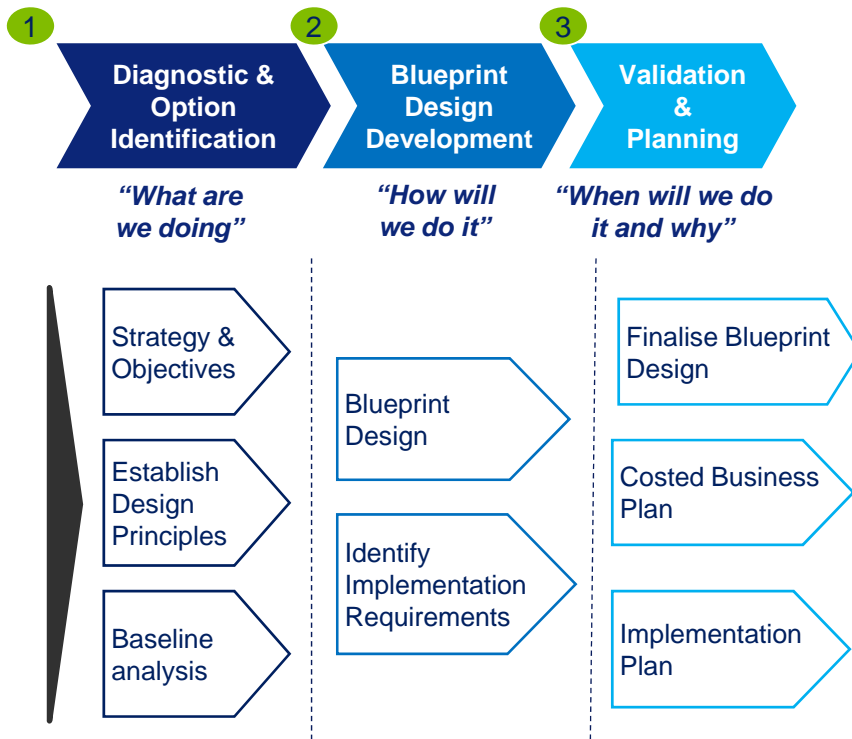 1
Diagnostic &
Option
Identification
“What are
we doing”
Strategy &
Objectives
Establish
Design
Principles
Baseline
analysis
2
Blueprint
Design
Development
“How will
we do it”
Blueprint
Design
Identify
Implementation
Requirements
3
Validation
&
Planning
“When will we do
it and why”
Finalise Blueprint
Design
Costed Business
Plan
Implementation
Plan